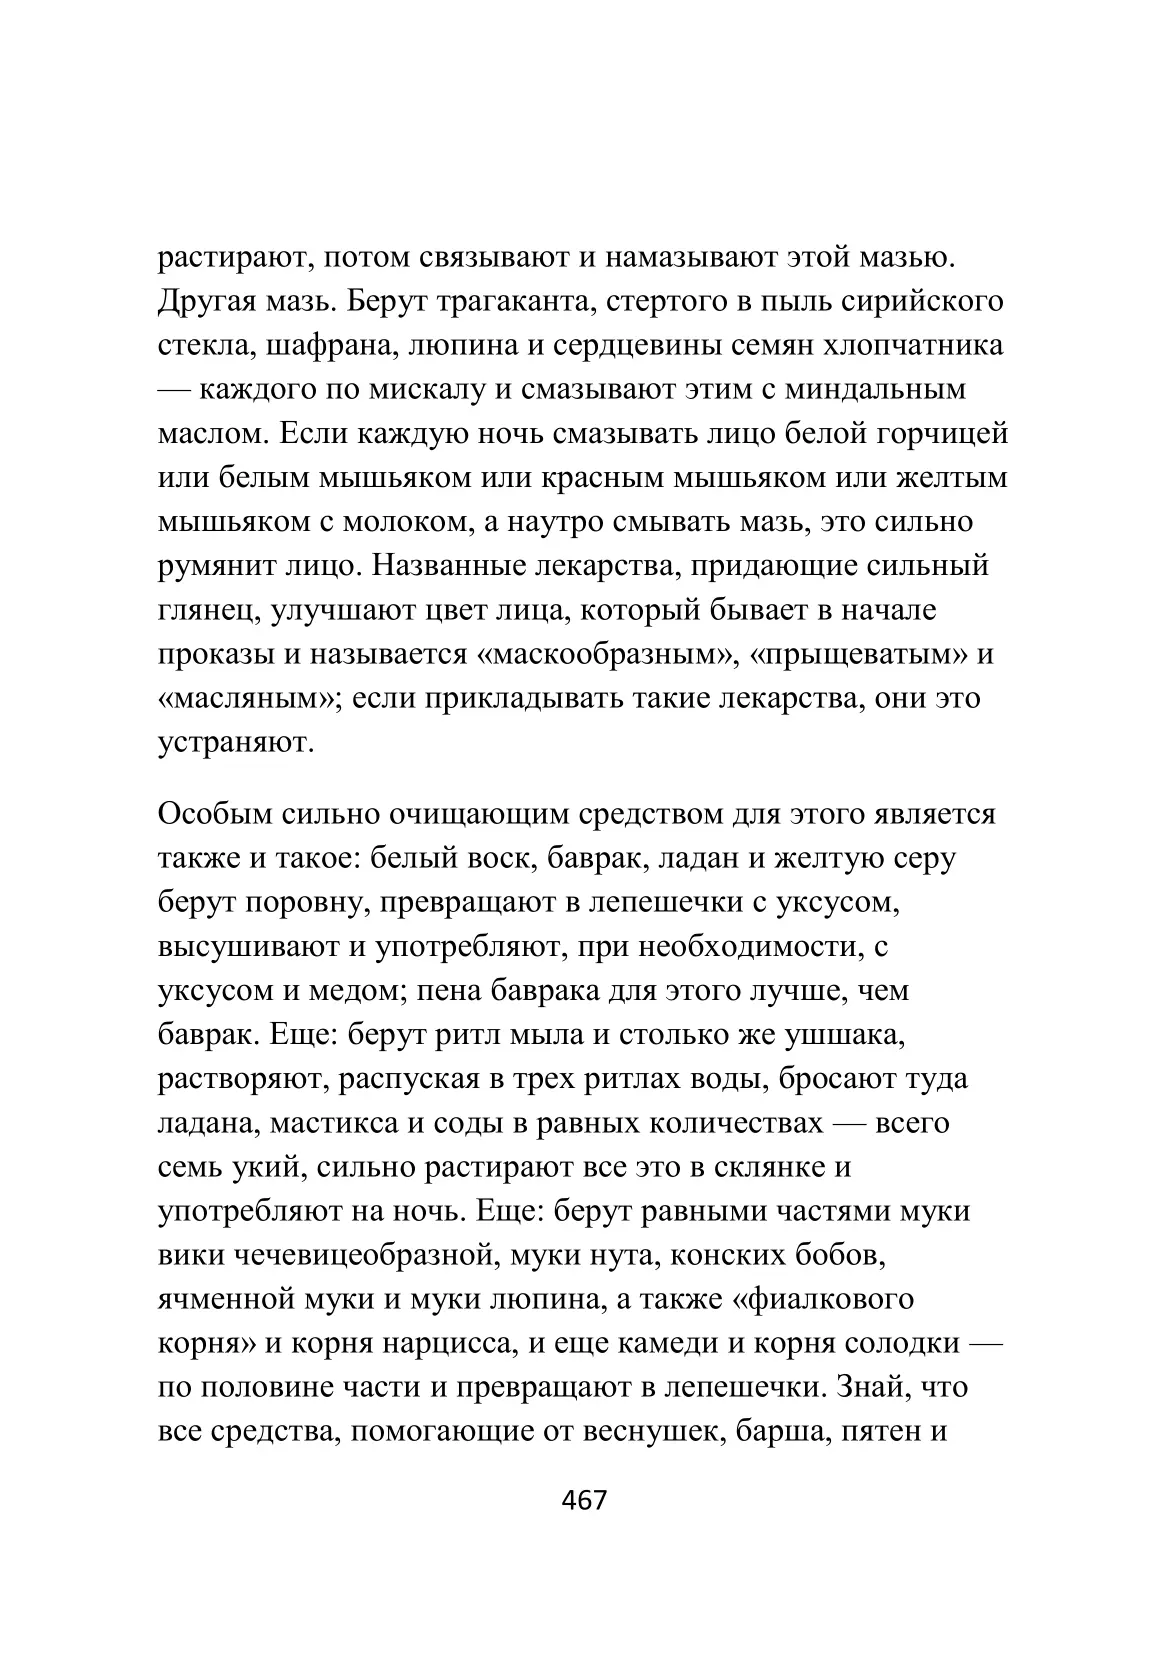 растирают, потом связывают и намазывают этой мазью.
Другая мазь. Берут трагаканта, стертого в пыль сирийского
стекла, шафрана, люпина и сердцевины семян хлопчатника
— каждого по мискалу и смазывают этим с миндальным
маслом. Если каждую ночь смазывать лицо белой горчицей
или белым мышьяком или красным мышьяком или желтым
мышьяком с молоком, а наутро смывать мазь, это сильно
румянит лицо. Названные лекарства, придающие сильный
глянец, улучшают цвет лица, который бывает в начале
проказы и называется «маскообразным», «прыщеватым» и
«масляным»; если прикладывать такие лекарства, они это
устраняют.
Особым сильно очищающим средством для этого является
также и такое: белый воск, баврак, ладан и желтую серу
берут поровну, превращают в лепешечки с уксусом,
высушивают и употребляют, при необходимости, с
уксусом и медом; пена баврака для этого лучше, чем
баврак. Еще: берут ритл мыла и столько же ушшака,
растворяют, распуская в трех ритлах воды, бросают туда
ладана, мастикса и соды в равных количествах — всего
семь укий, сильно растирают все это в склянке и
употребляют на ночь. Еще: берут равными частями муки
вики чечевицеобразной, муки нута, конских бобов,
ячменной муки и муки люпина, а также «фиалкового
корня» и корня нарцисса, и еще камеди и корня солодки —
по половине части и превращают в лепешечки. Знай, что
все средства, помогающие от веснушек, барша, пятен и
467